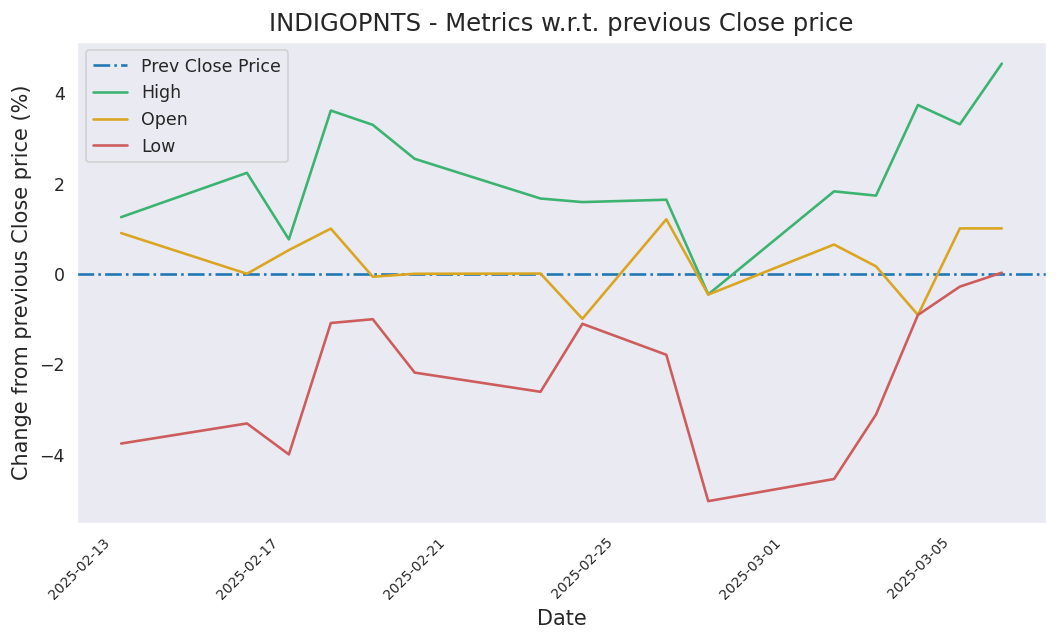 INDIGOPNTS - Metrics w.r.t. previous Close price
Prev Close Price
High
Open
Low
Change from previous Close price (%)
4
2
0
−2
−4
2025-02-13
2025-02-17
2025-02-21
2025-02-25
2025-03-01
2025-03-05
Date